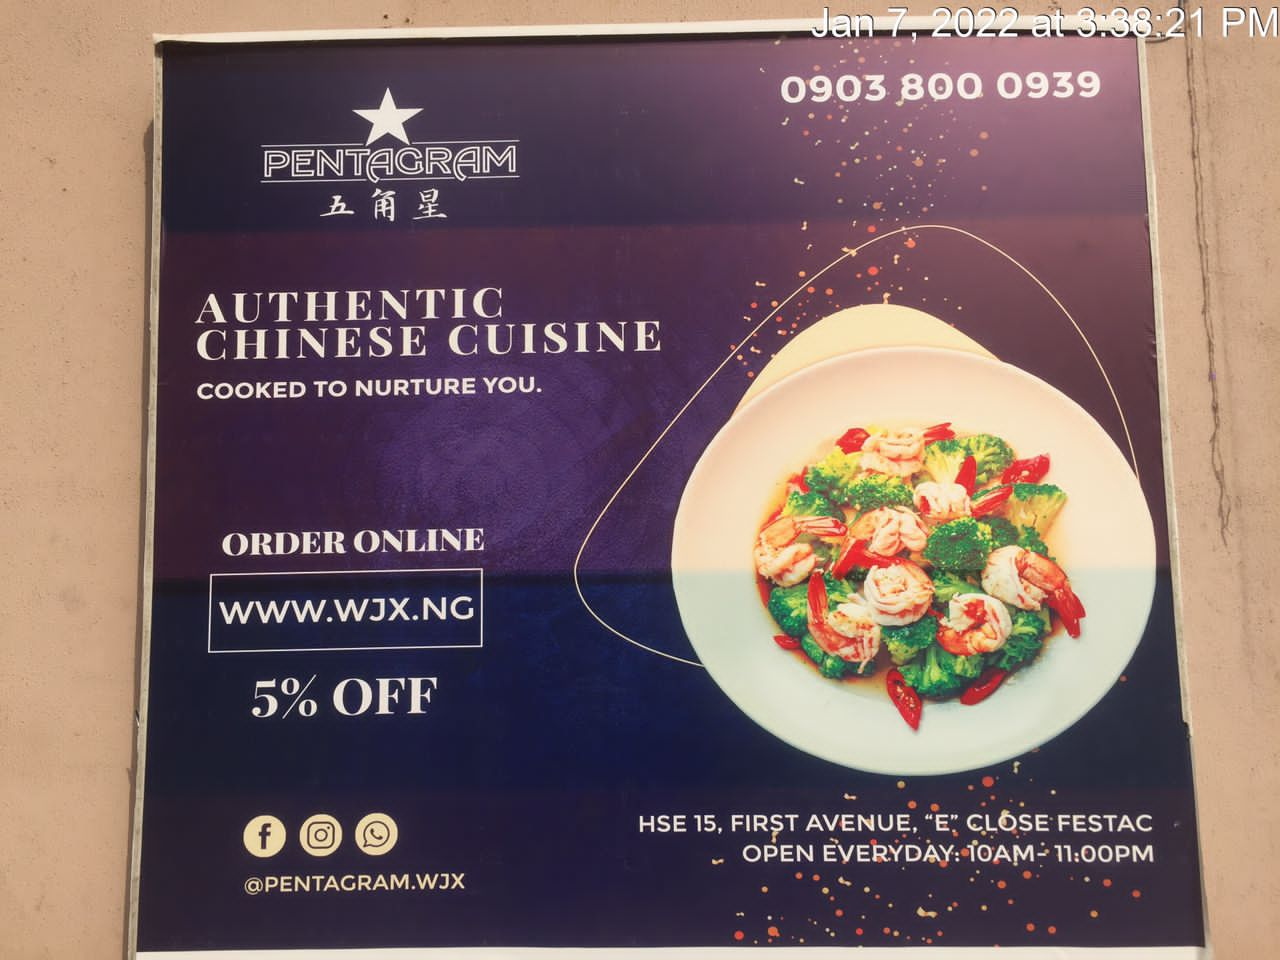 Jan 7, 2022 at 3:38:21 PM
0903 800 0939
PENTAGRAM
五角星
AUTHENTIC
CHINESE CUISINE
COOKED TO NURTURE YOU.
ORDER ONLINE
WWW.WJX.NG
5% OFF
@PENTAGRAM.WJX
HSE 15, FIRST AVENUE, “E” CLOSE FESTAC
OPEN EVERYDAY: 10AM- 11:00PM